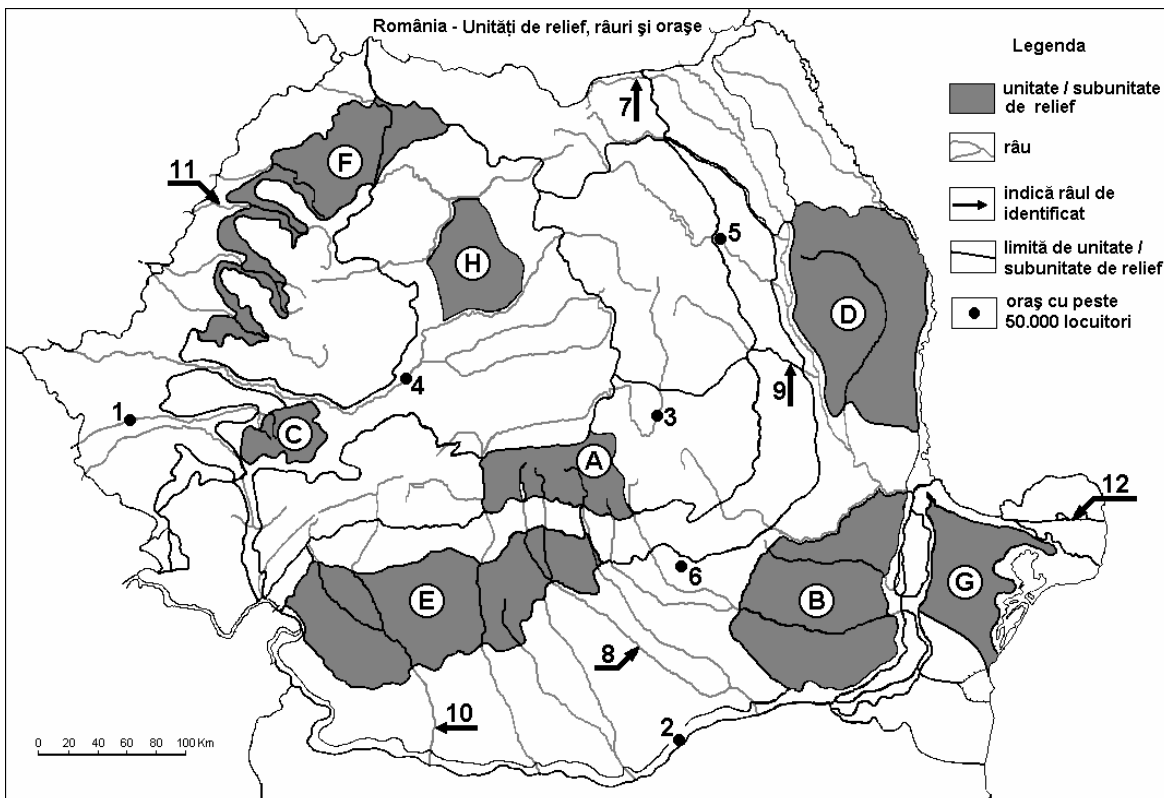 România - Unităţi de relief, râuri şi oraşe
Legenda
unitate / subunitate
de relief
râu
indică râul de
identificat
limită de unitate /
subunitate de relief
oraş cu peste
50.000 locuitori
7
11
F
5
H
D
4
9
1
3
C
A
12
6
E
B
G
8
10
2
0 20 40 60 80 100 Km